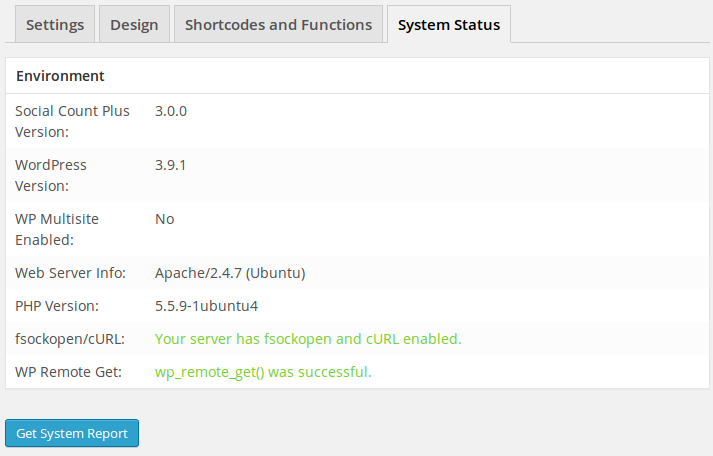 Settings Design Shortcodes and Functions System Status
Environment
Social Count Plus 3.0.0
Version:
WordPress 3.9.1
Version:
WP Multisite No
Enabled:
Web Server Info: Apache/2.4.7 (Ubuntu)
PHP Version: 5.5.9-1ubuntu4
fsockopen/cURL: Your server has fsockopen and cURL enabled.
WP Remote Get: wp_remote_get() was successful.
Get System Report